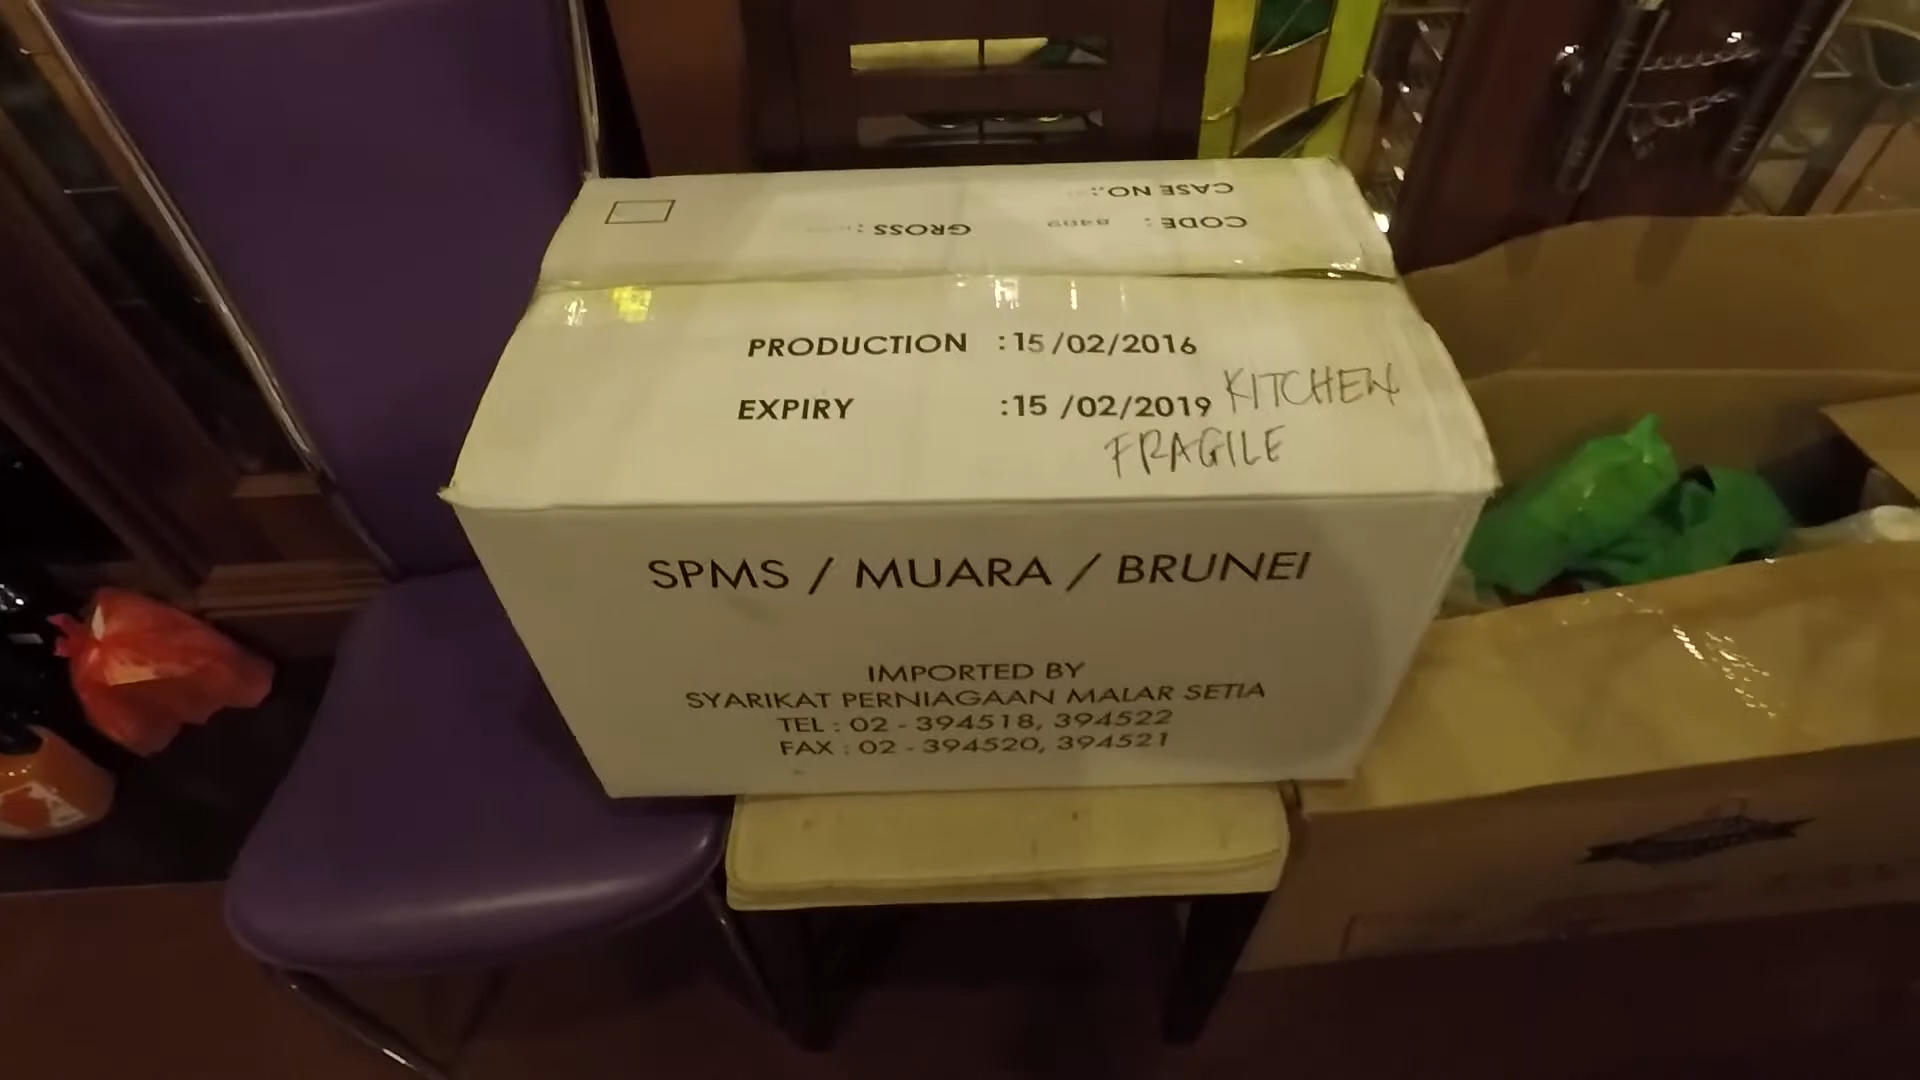 CASE NO.:
CODE : 8409
GROSS :
PRODUCTION : 15 /02/2016
EXPIRY : 15 /02/2019 KITCHEN
FRAGILE
SPMS / MUARA / BRUNEI
IMPORTED BY
SYARIKAT PERNIAGAAN MALAR SETIA
TEL : 02 - 394518, 394522
FAX : 02 - 394520, 394521